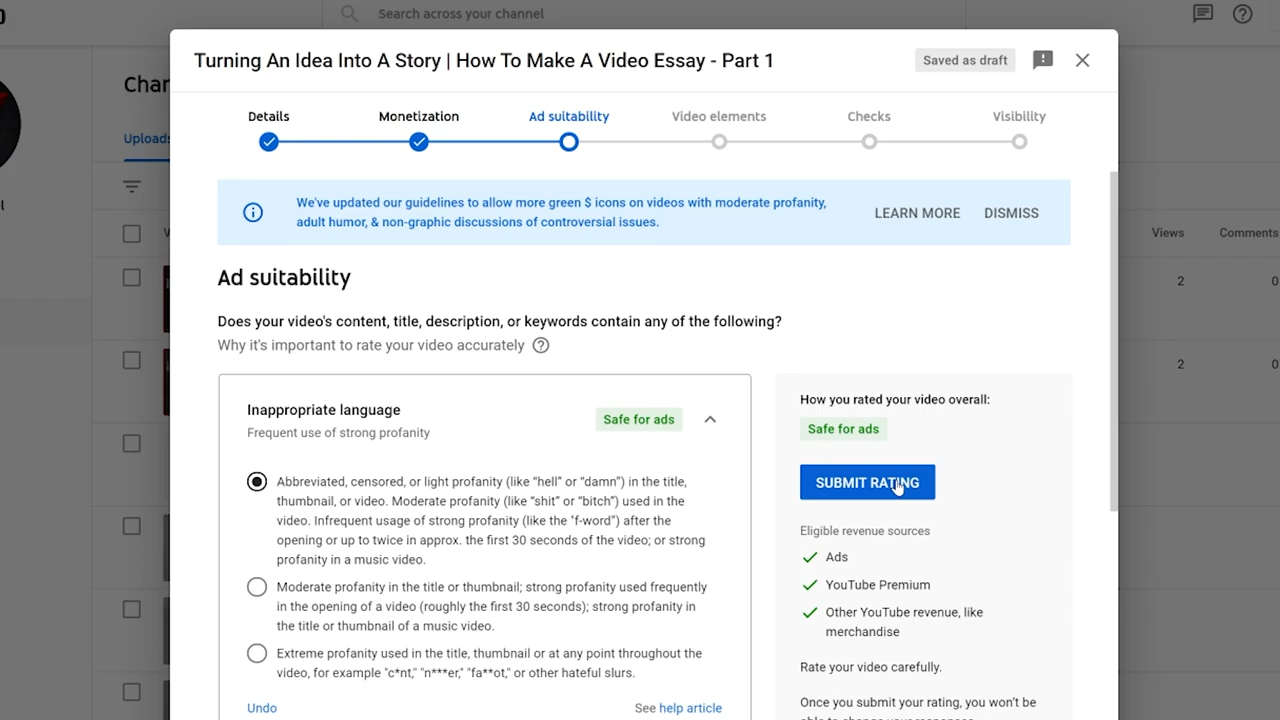 Search across your channel
Turning An Idea Into A Story | How To Make A Video Essay - Part 1
Saved as draft
Details
Monetization
Ad suitability
Video elements
Checks
Visibility
We've updated our guidelines to allow more green $ icons on videos with moderate profanity,
adult humor, & non-graphic discussions of controversial issues.
LEARN MORE
DISMISS
Ad suitability
Does your video's content, title, description, or keywords contain any of the following?
Why it's important to rate your video accurately
Inappropriate language
Frequent use of strong profanity
Safe for ads
Abbreviated, censored, or light profanity (like “hell” or “damn”) in the title,
thumbnail, or video. Moderate profanity (like “shit” or “bitch”) used in the
video. Infrequent usage of strong profanity (like the "f-word”) after the
opening or up to twice in approx. the first 30 seconds of the video; or strong
profanity in a music video.
Moderate profanity in the title or thumbnail; strong profanity used frequently
in the opening of a video (roughly the first 30 seconds); strong profanity in
the title or thumbnail of a music video.
Extreme profanity used in the title, thumbnail or at any point throughout the
video, for example "c*nt," "n***er," "fa**ot," or other hateful slurs.
Undo
See help article
How you rated your video overall:
Safe for ads
SUBMIT RATING
Eligible revenue sources
Ads
YouTube Premium
Other YouTube revenue, like
merchandise
Rate your video carefully.
Once you submit your rating, you won't be
Views
Comments
2
0
2
0